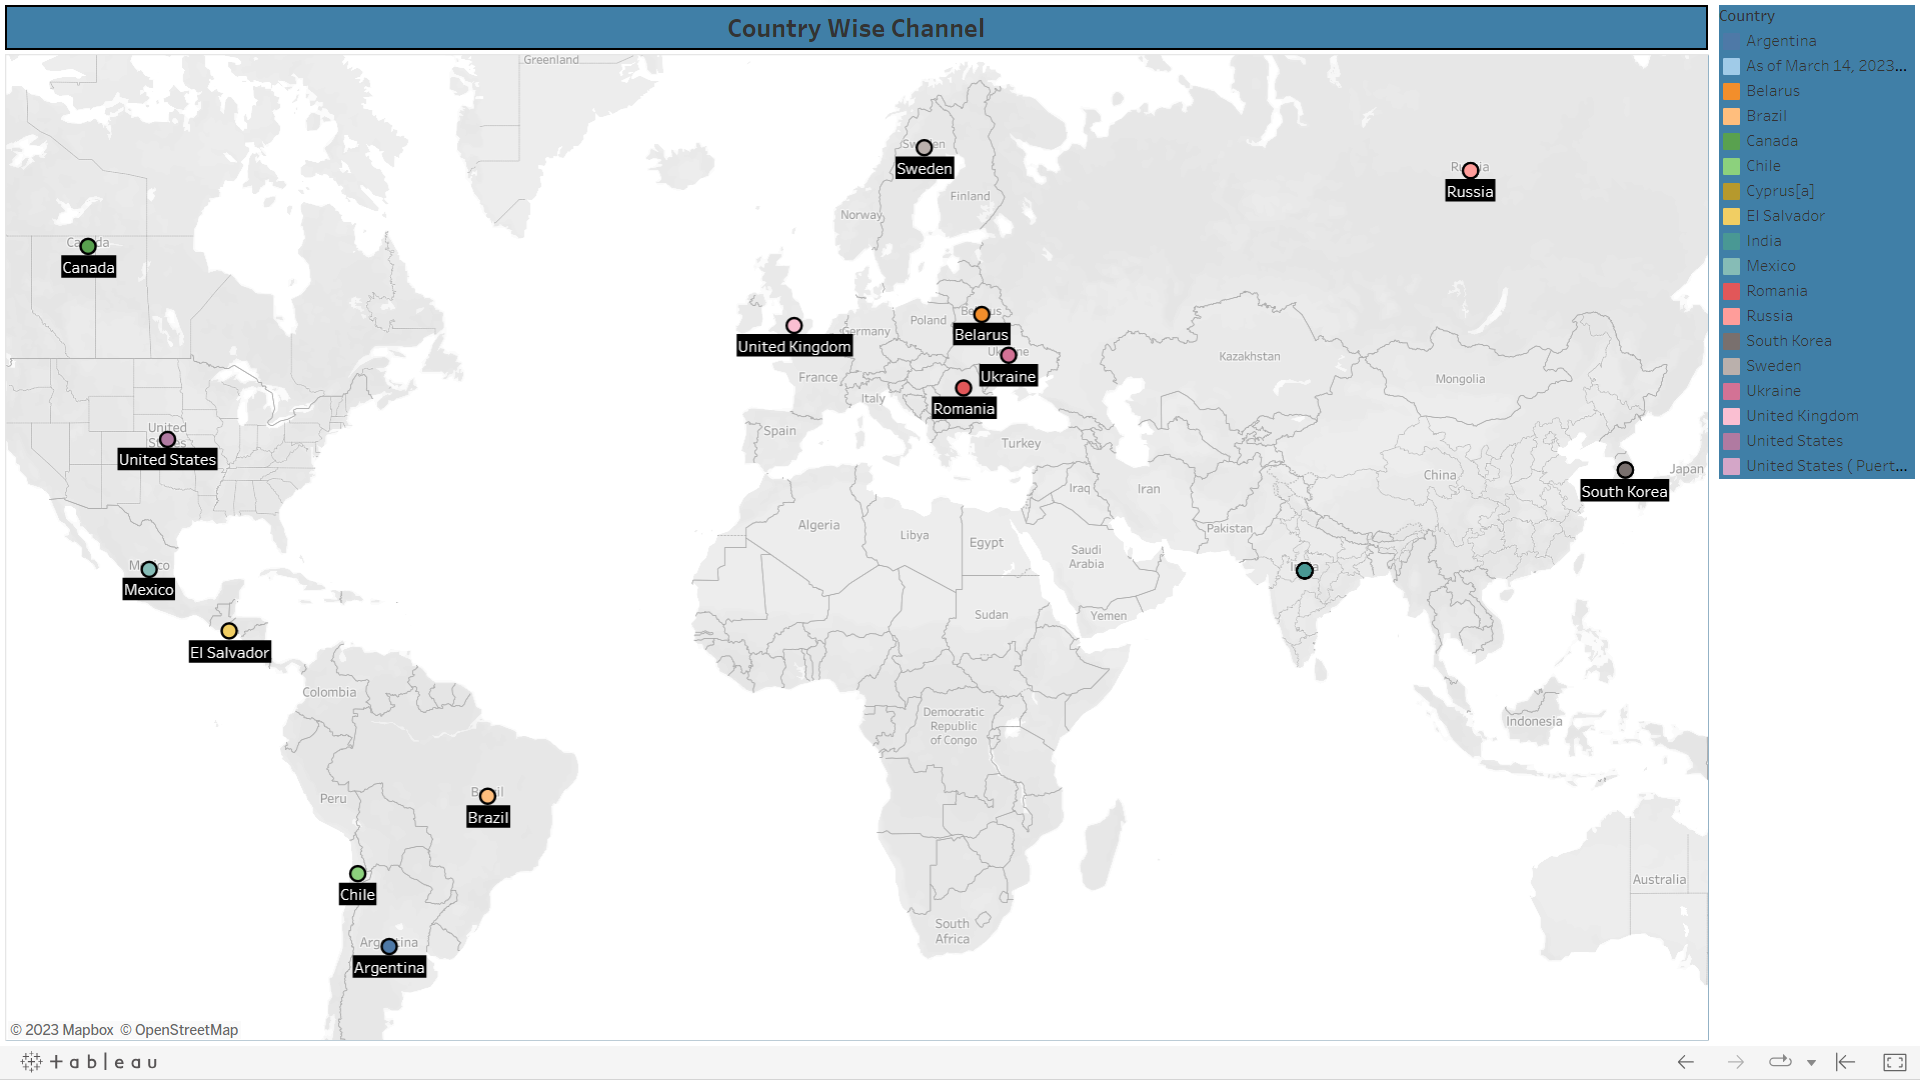 Country Wise Channel
Country
Argentina
As of March 14, 2023...
Belarus
Brazil
Canada
Chile
Cyprus[a]
El Salvador
India
Mexico
Romania
Russia
South Korea
Sweden
Ukraine
United Kingdom
United States
United States ( Puert...
Greenland
Sweden
Finland
Norway
Russia
Canada
United Kingdom
Germany
Poland
Belarus
Ukraine
Romania
France
Italy
Spain
Turkey
Kazakhstan
Mongolia
United
United States
China
Japan
South Korea
Iraq
Iran
Pakistan
Algeria
Libya
Egypt
Saudi
Arabia
Mexico
El Salvador
Sudan
Yemen
Colombia
Democratic
Republic
of Congo
Indonesia
Peru
Brazil
Chile
Australia
South
Africa
Argentina
© 2023 Mapbox © OpenStreetMap
+ a b l e a u